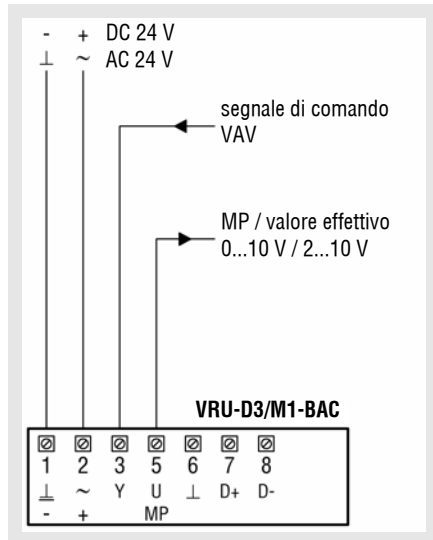 - + DC 24 V
⊥ ~ AC 24 V
segnale di comando
VAV
MP / valore effettivo
0...10 V / 2...10 V
VRU-D3/M1-BAC
1 2 3 5 6 7 8
⊥ ~ Y U ⊥ D+ D-
- + MP